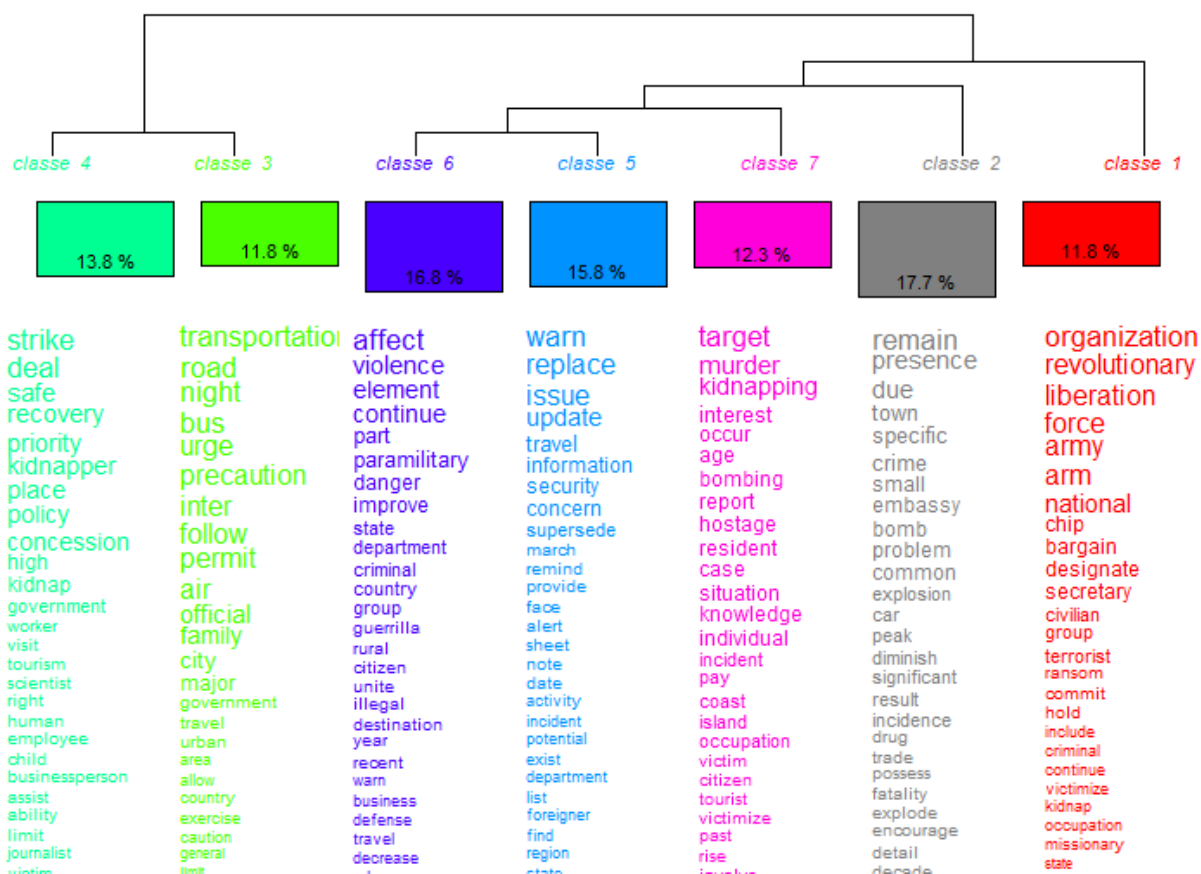 classe 4
classe 3
classe 6
classe 5
classe 7
classe 2
classe 1
13.8 %
11.8 %
16.8 %
15.8 %
12.3 %
17.7 %
11.8 %
strike
deal
safe
recovery
priority
kidnapper
place
policy
concession
high
kidnap
government
worker
visit
tourism
scientist
right
human
employee
child
businessperson
assist
ability
limit
journalist
victim
transportation
road
night
bus
urge
precaution
inter
follow
permit
air
official
family
city
major
government
travel
urban
area
allow
country
exercise
caution
general
limit
affect
violence
element
continue
part
paramilitary
danger
improve
state
department
criminal
country
group
guerrilla
rural
citizen
unite
illegal
destination
year
recent
warn
business
defense
travel
decrease
warn
replace
issue
update
travel
information
security
concern
supersede
march
remind
provide
face
alert
sheet
note
date
activity
incident
potential
exist
department
list
foreigner
find
region
state
target
murder
kidnapping
interest
occur
age
bombing
report
hostage
resident
case
situation
knowledge
individual
incident
pay
coast
island
occupation
victim
citizen
tourist
victimize
past
rise
involve
remain
presence
due
town
specific
crime
small
embassy
bomb
problem
common
explosion
car
peak
diminish
significant
result
incidence
drug
trade
possess
fatality
explode
encourage
detail
decade
organization
revolutionary
liberation
force
army
arm
national
chip
bargain
designate
secretary
civilian
group
terrorist
ransom
commit
hold
include
criminal
continue
victimize
kidnap
occupation
missionary
state